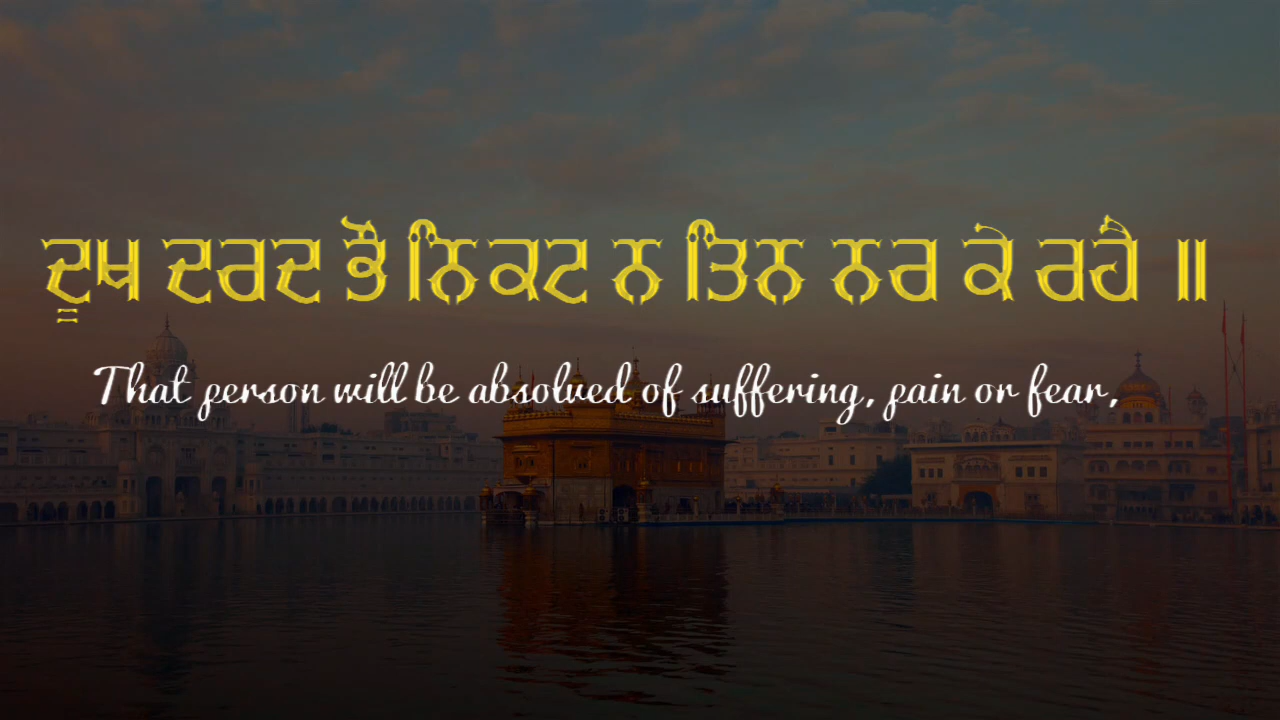 ਦੂਖ ਦਰਦ ਭੌ ਨਿਕਟ ਨ ਤਿਨ ਨਰ ਕੇ ਰਹੈ ॥
That person will be absolved of suffering, pain or fear,